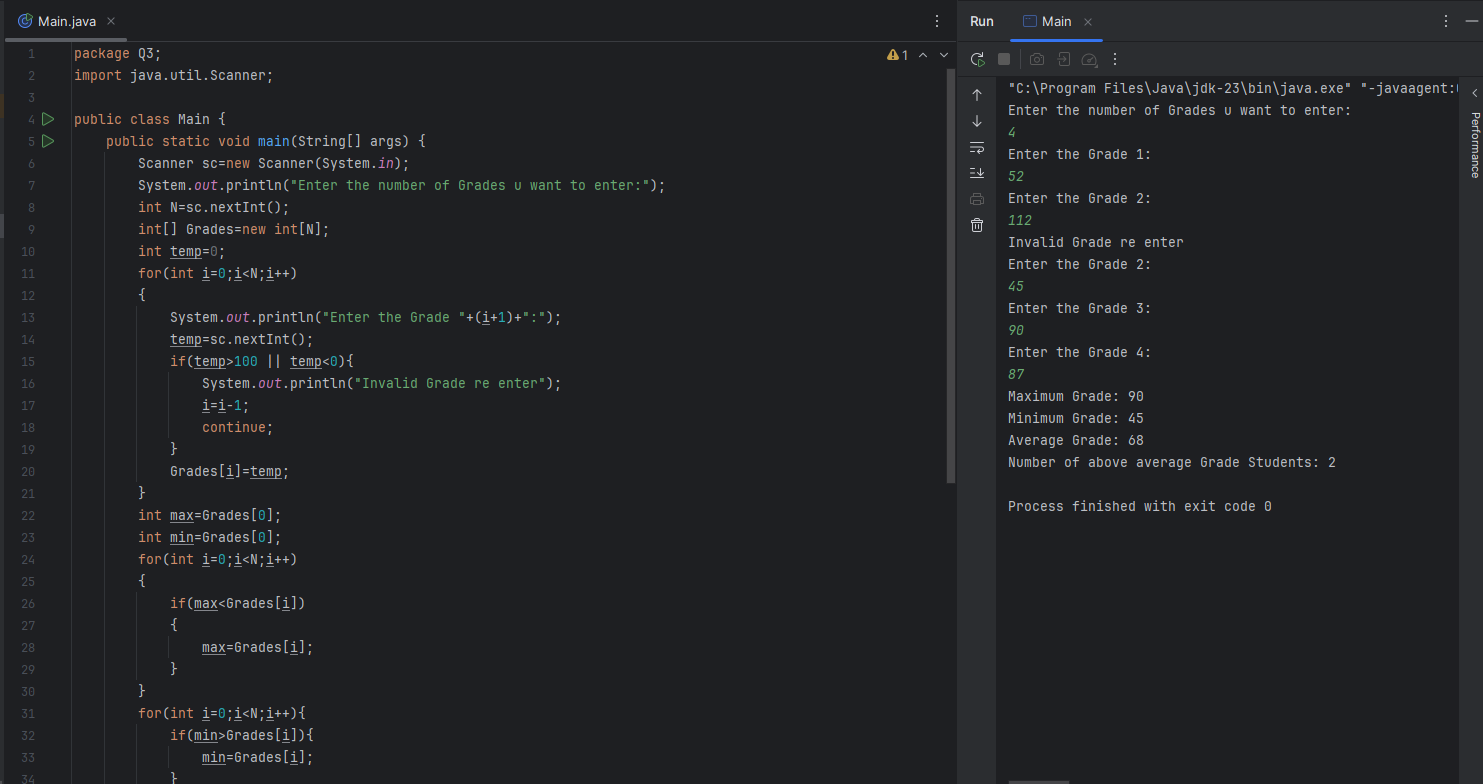 Main.java
1 package Q3;
2 import java.util.Scanner;
3
4 public class Main {
5 public static void main(String[] args) {
6 Scanner sc=new Scanner(System.in);
7 System.out.println("Enter the number of Grades u want to enter:");
8 int N=sc.nextInt();
9 int[] Grades=new int[N];
10 int temp=0;
11 for(int i=0;i<N;i++)
12 {
13 System.out.println("Enter the Grade "+(i+1)+":");
14 temp=sc.nextInt();
15 if(temp>100 || temp<0){
16 System.out.println("Invalid Grade re enter");
17 i=i-1;
18 continue;
19 }
20 Grades[i]=temp;
21 }
22 int max=Grades[0];
23 int min=Grades[0];
24 for(int i=0;i<N;i++)
25 {
26 if(max<Grades[i])
27 {
28 max=Grades[i];
29 }
30 }
31 for(int i=0;i<N;i++){
32 if(min>Grades[i]){
33 min=Grades[i];
34 }
1
Run Main
"C:\Program Files\Java\jdk-23\bin\java.exe" "-javaagent:
Enter the number of Grades u want to enter:
4
Enter the Grade 1:
52
Enter the Grade 2:
112
Invalid Grade re enter
Enter the Grade 2:
45
Enter the Grade 3:
90
Enter the Grade 4:
87
Maximum Grade: 90
Minimum Grade: 45
Average Grade: 68
Number of above average Grade Students: 2

Process finished with exit code 0
Performance